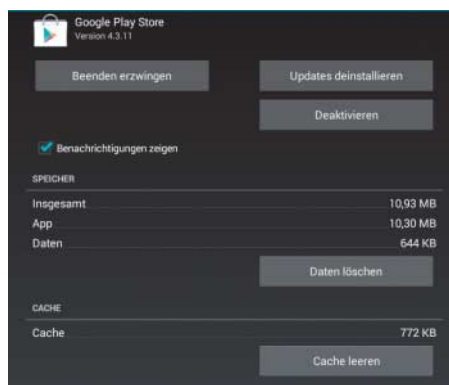 Google Play Store
Version 4.3.11
Beenden erzwingen
Updates deinstallieren
Deaktivieren
Benachrichtigungen zeigen
SPEICHER
Insgesamt 10,93 MB
App 10,30 MB
Daten 644 KB
Daten löschen
CACHE
Cache 772 KB
Cache leeren